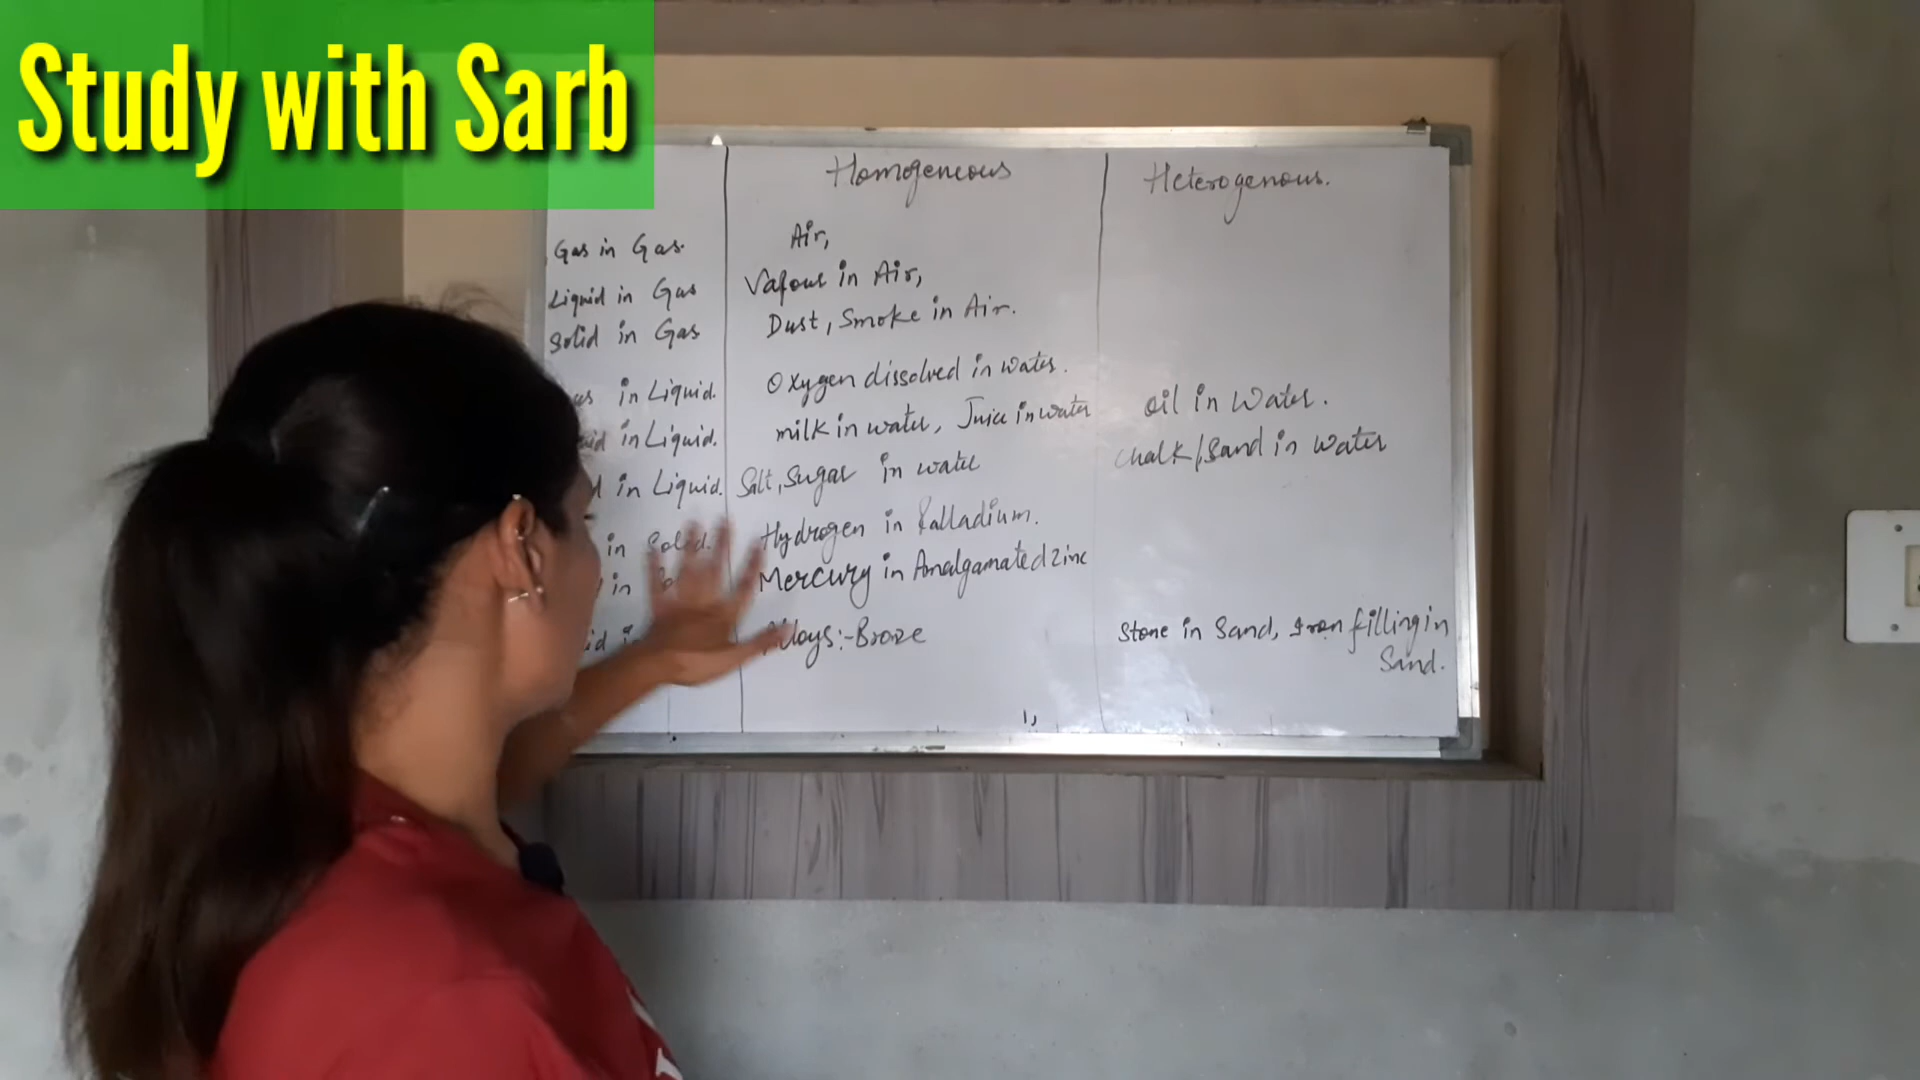 Study with Sarb
Homogeneous Heterogenous.
Gas in Gas. Air,
Liquid in Gas Vapour in Air,
Solid in Gas Dust, Smoke in Air.
in Liquid. Oxygen dissolved in water.
in Liquid. milk in water, Juice in water oil in Water.
in Liquid. Salt, Sugar in water chalk/Sand in water
in Solid. Hydrogen in Palladium.
in Mercury in Amalgamated zinc
Alloys:- Stone in Sand, Iron filling in
Sand.